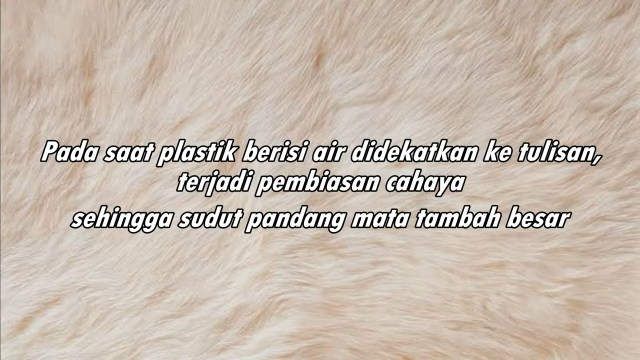 Pada saat plastik berisi air didekatkan ke tulisan,
terjadi pembiasan cahaya
sehingga sudut pandang mata tambah besar